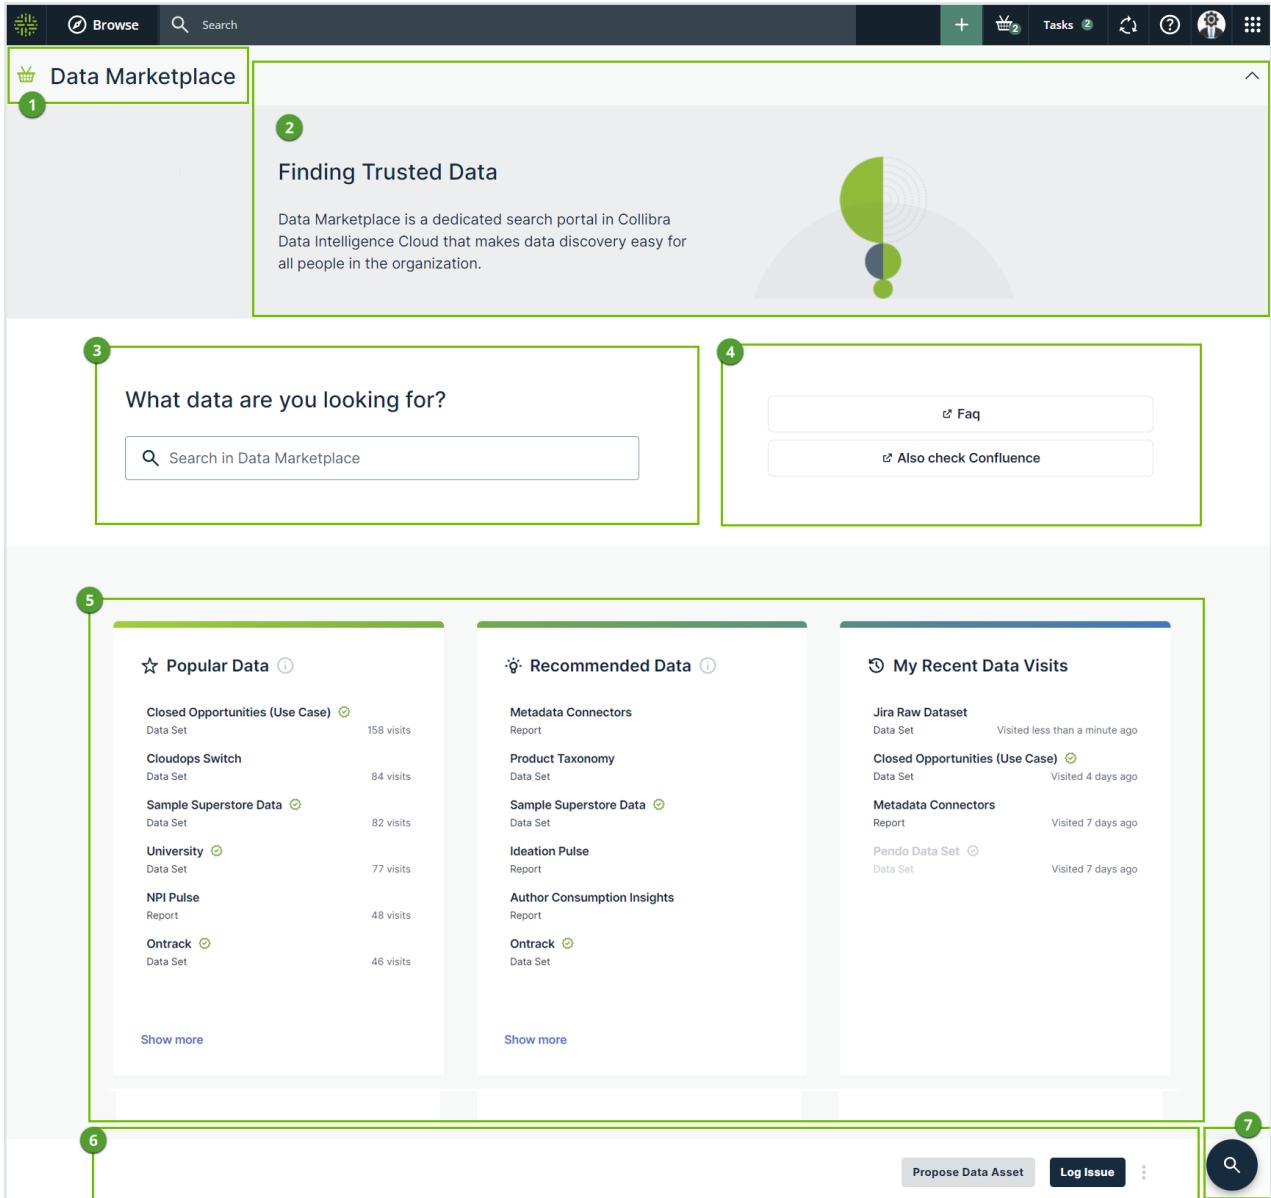 Browse
Search
2
Tasks 2
Data Marketplace
1
2
Finding Trusted Data
Data Marketplace is a dedicated search portal in Collibra
Data Intelligence Cloud that makes data discovery easy for
all people in the organization.
3
What data are you looking for?
Search in Data Marketplace
4
Faq
Also check Confluence
5
Popular Data
Closed Opportunities (Use Case)
Data Set 158 visits
Cloudops Switch
Data Set 84 visits
Sample Superstore Data
Data Set 82 visits
University
Data Set 77 visits
NPI Pulse
Report 48 visits
Ontrack
Data Set 46 visits
Show more
Recommended Data
Metadata Connectors
Report
Product Taxonomy
Data Set
Sample Superstore Data
Data Set
Ideation Pulse
Report
Author Consumption Insights
Report
Ontrack
Data Set
Show more
My Recent Data Visits
Jira Raw Dataset
Data Set Visited less than a minute ago
Closed Opportunities (Use Case)
Data Set Visited 4 days ago
Metadata Connectors
Report Visited 7 days ago
Pendo Data Set
Data Set Visited 7 days ago
6
Propose Data Asset
Log Issue
7